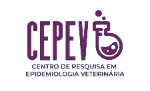 CEPEV
CENTRO DE PESQUISA EM
EPIDEMIOLOGIA VETERINÁRIA